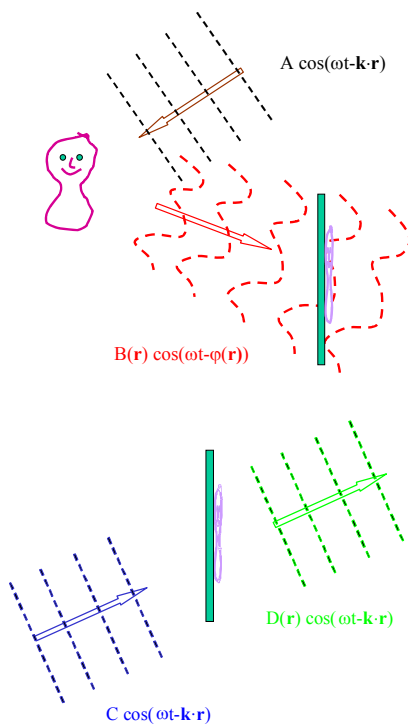 A cos(ωt-k·r)
B(r) cos(ωt-φ(r))
D(r) cos(ωt-k·r)
C cos(ωt-k·r)